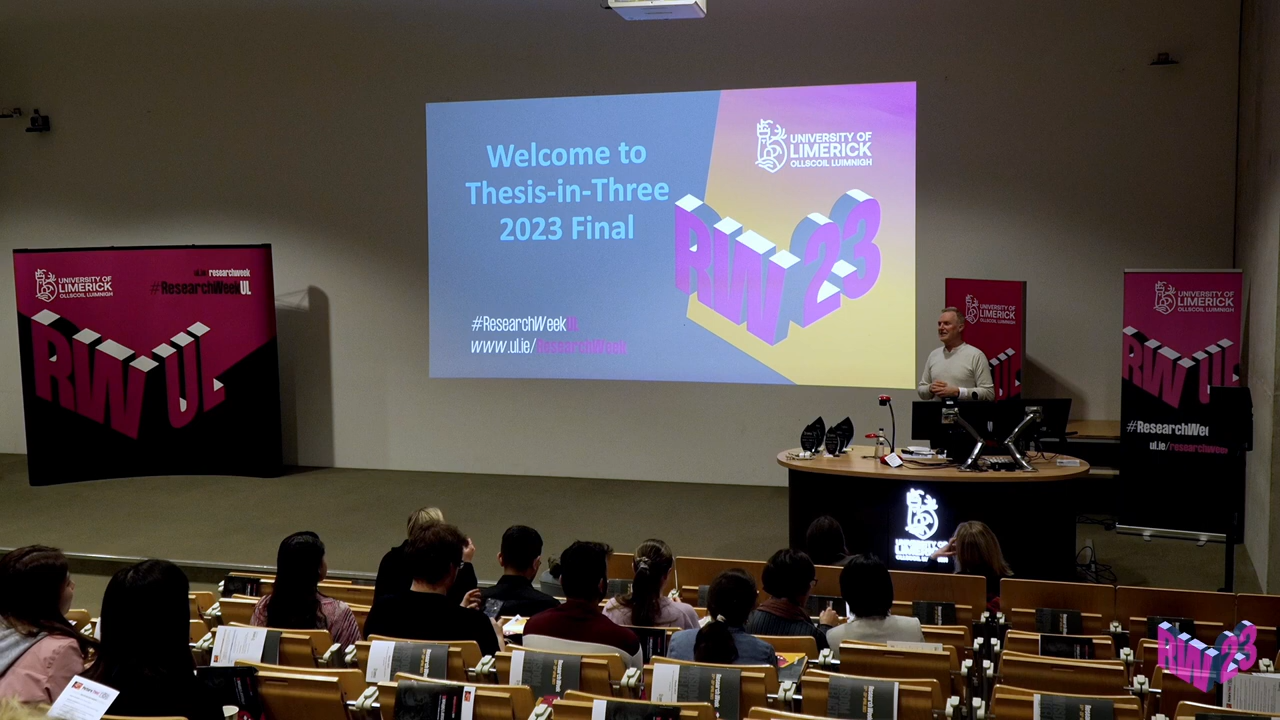 Welcome to
Thesis-in-Three
2023 Final
#ResearchWeekUL
www.ul.ie/ResearchWeek
UNIVERSITY OF
LIMERICK
OLLSCOIL LUIMNIGH
RW23
UNIVERSITY OF
LIMERICK
OLLSCOIL LUIMNIGH
ul.ie/researchweek
#ResearchWeekUL
RW UL
UNIVERSITY OF
LIMERICK
OLLSCOIL LUIMNIGH
UNIVERSITY OF
LIMERICK
OLLSCOIL LUIMNIGH
RW UL
#ResearchWee
ul.ie/researchweek
RW23